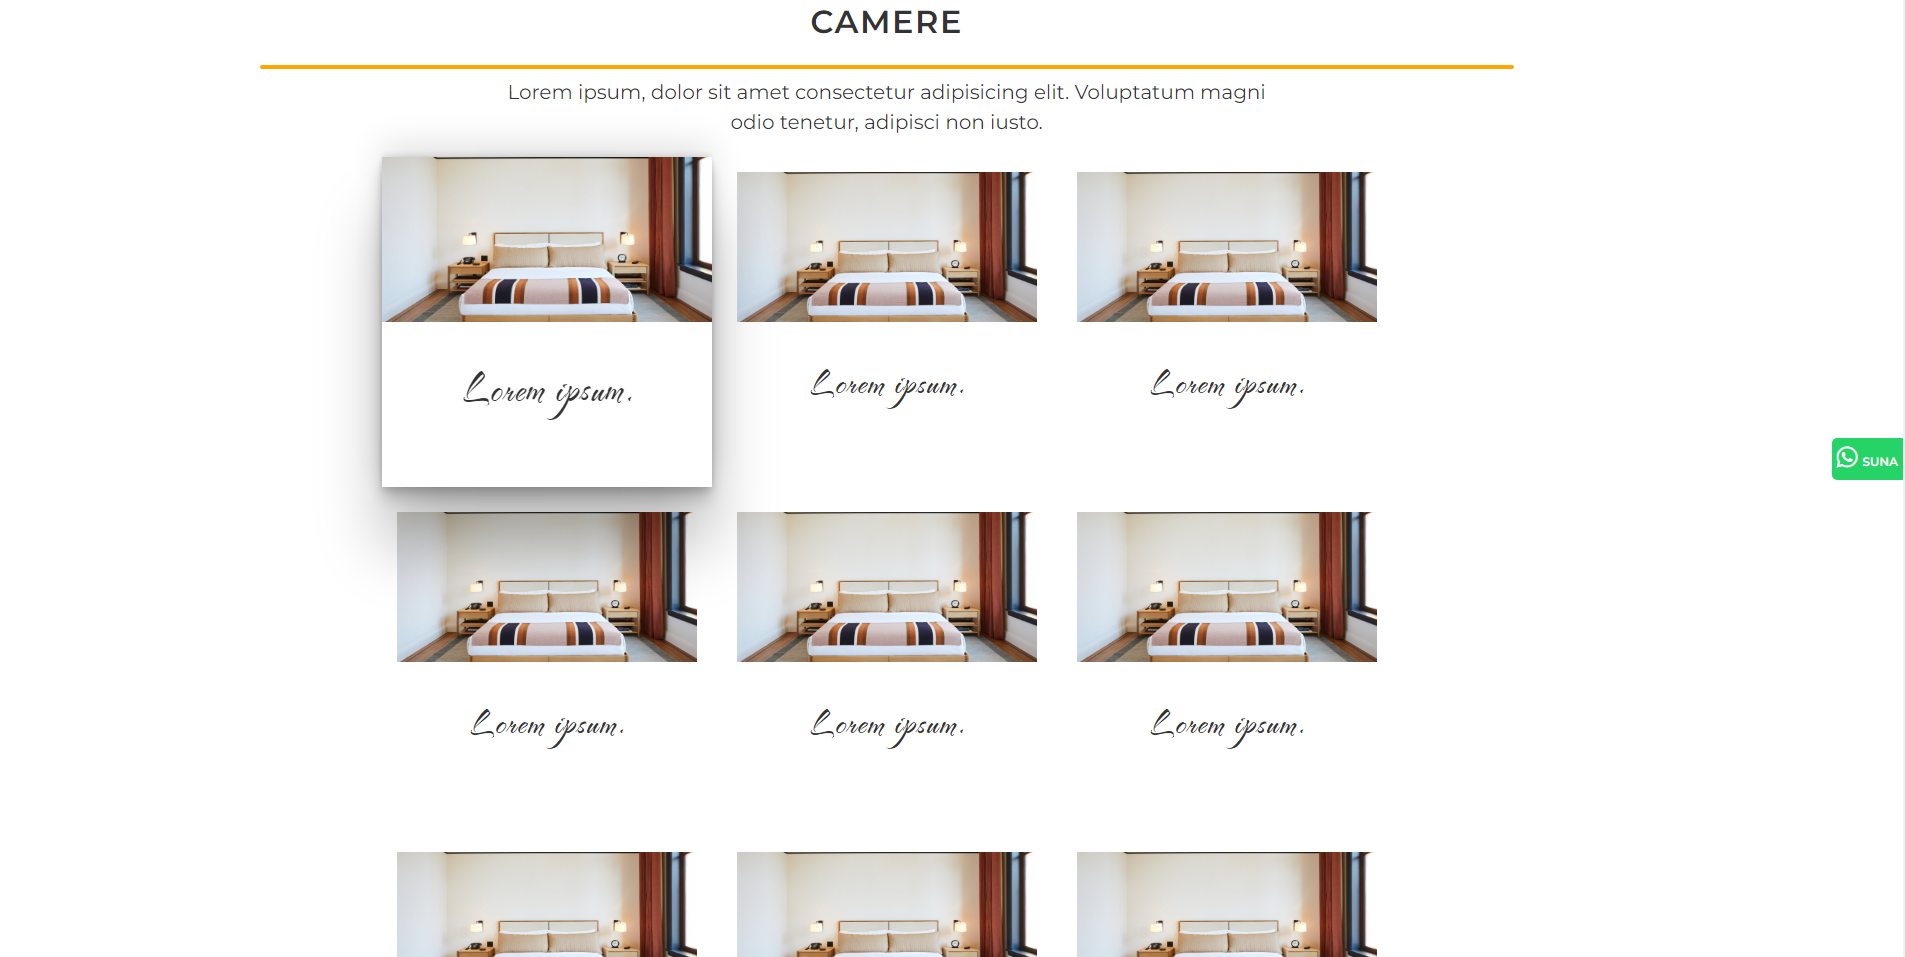 CAMERE
Lorem ipsum, dolor sit amet consectetur adipisicing elit. Voluptatum magni
odio tenetur, adipisci non iusto.
Lorem ipsum.
Lorem ipsum.
Lorem ipsum.
SUNA
Lorem ipsum.
Lorem ipsum.
Lorem ipsum.